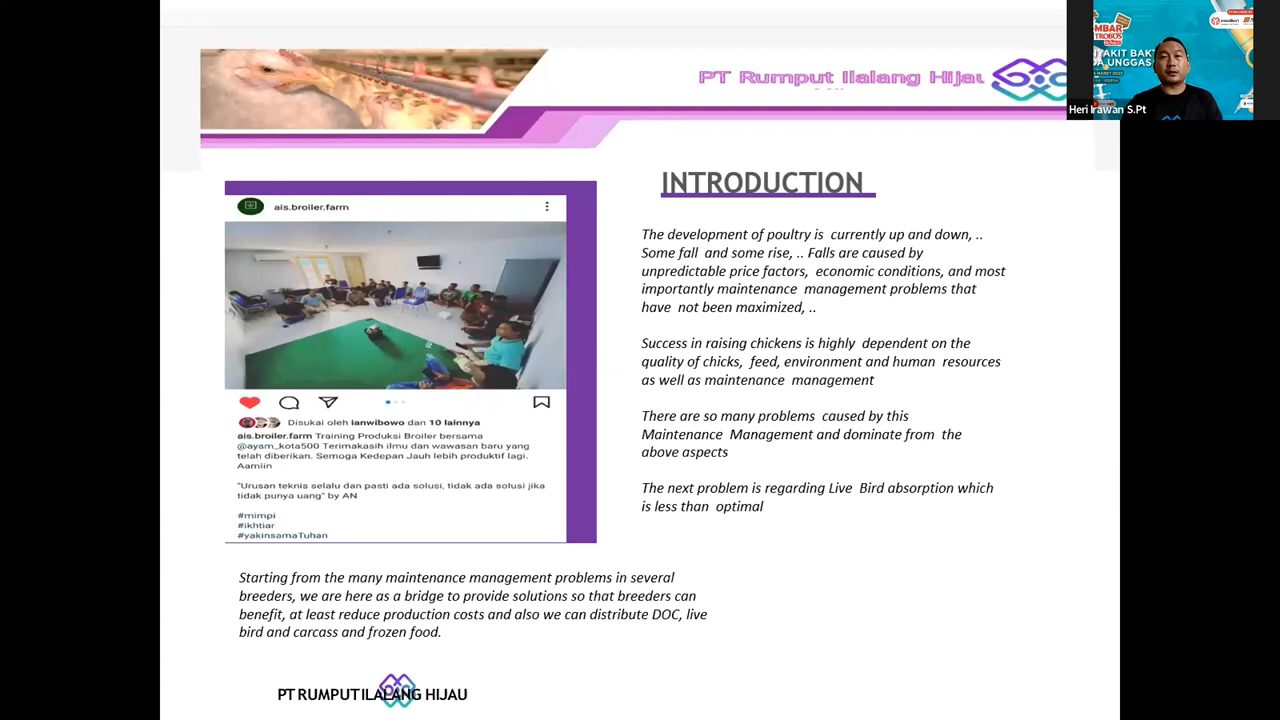 PT Rumput Ilalang Hijau
MBAR
TROBOS
NYAKIT BAKT
DA UNGGAS
Heri Irawan S.Pt
INTRODUCTION
ais.broiler.farm
Disukai oleh ianwibowo dan 10 lainnya
ais.broiler.farm Training Produksi Broiler bersama
@ayam_kota500 Terimakasih ilmu dan wawasan baru yang
telah diberikan. Semoga Kedepan Jauh lebih produktif lagi.
Aamiin
"Urusan teknis selalu dan pasti ada solusi, tidak ada solusi jika
tidak punya uang" by AN
#mimpi
#ikhtiar
#yakinsamaTuhan
The development of poultry is currently up and down, ..
Some fall and some rise, .. Falls are caused by
unpredictable price factors, economic conditions, and most
importantly maintenance management problems that
have not been maximized, ..
Success in raising chickens is highly dependent on the
quality of chicks, feed, environment and human resources
as well as maintenance management
There are so many problems caused by this
Maintenance Management and dominate from the
above aspects
The next problem is regarding Live Bird absorption which
is less than optimal
Starting from the many maintenance management problems in several
breeders, we are here as a bridge to provide solutions so that breeders can
benefit, at least reduce production costs and also we can distribute DOC, live
bird and carcass and frozen food.
PT RUMPUT ILALANG HIJAU